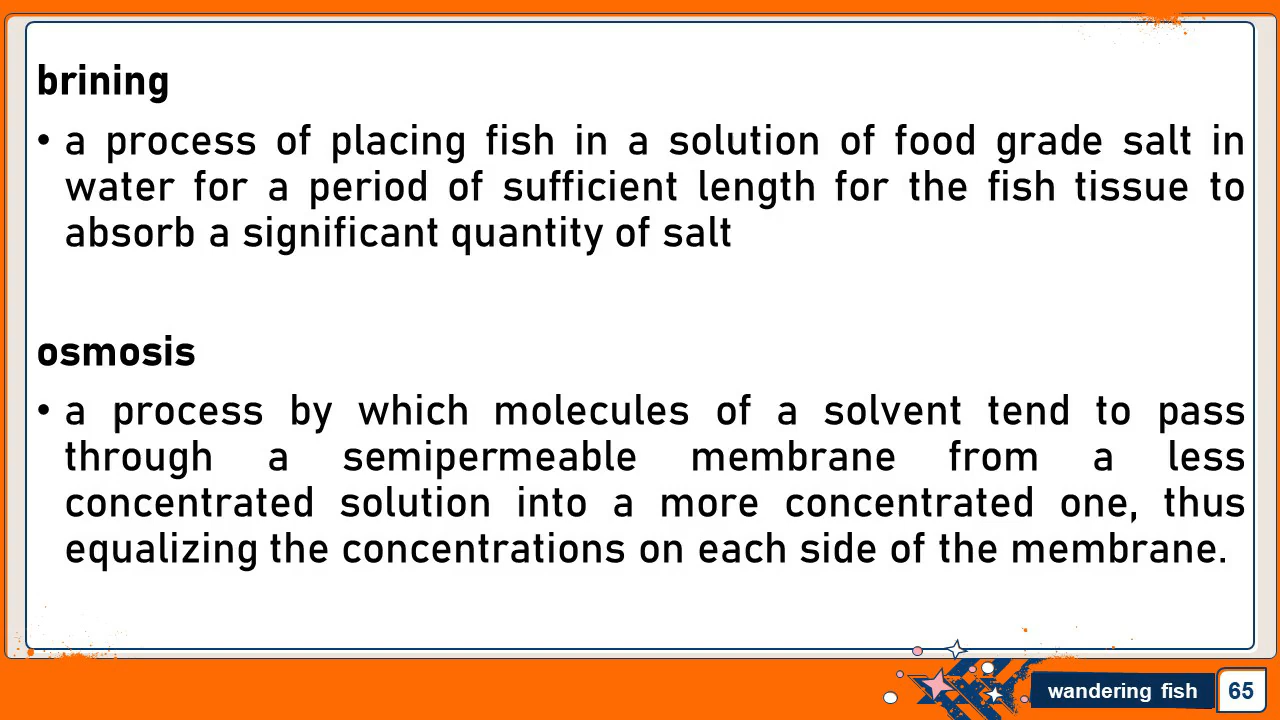 brining
• a process of placing fish in a solution of food grade salt in
water for a period of sufficient length for the fish tissue to
absorb a significant quantity of salt
osmosis
• a process by which molecules of a solvent tend to pass
through a semipermeable membrane from a less
concentrated solution into a more concentrated one, thus
equalizing the concentrations on each side of the membrane.
wandering fish 65